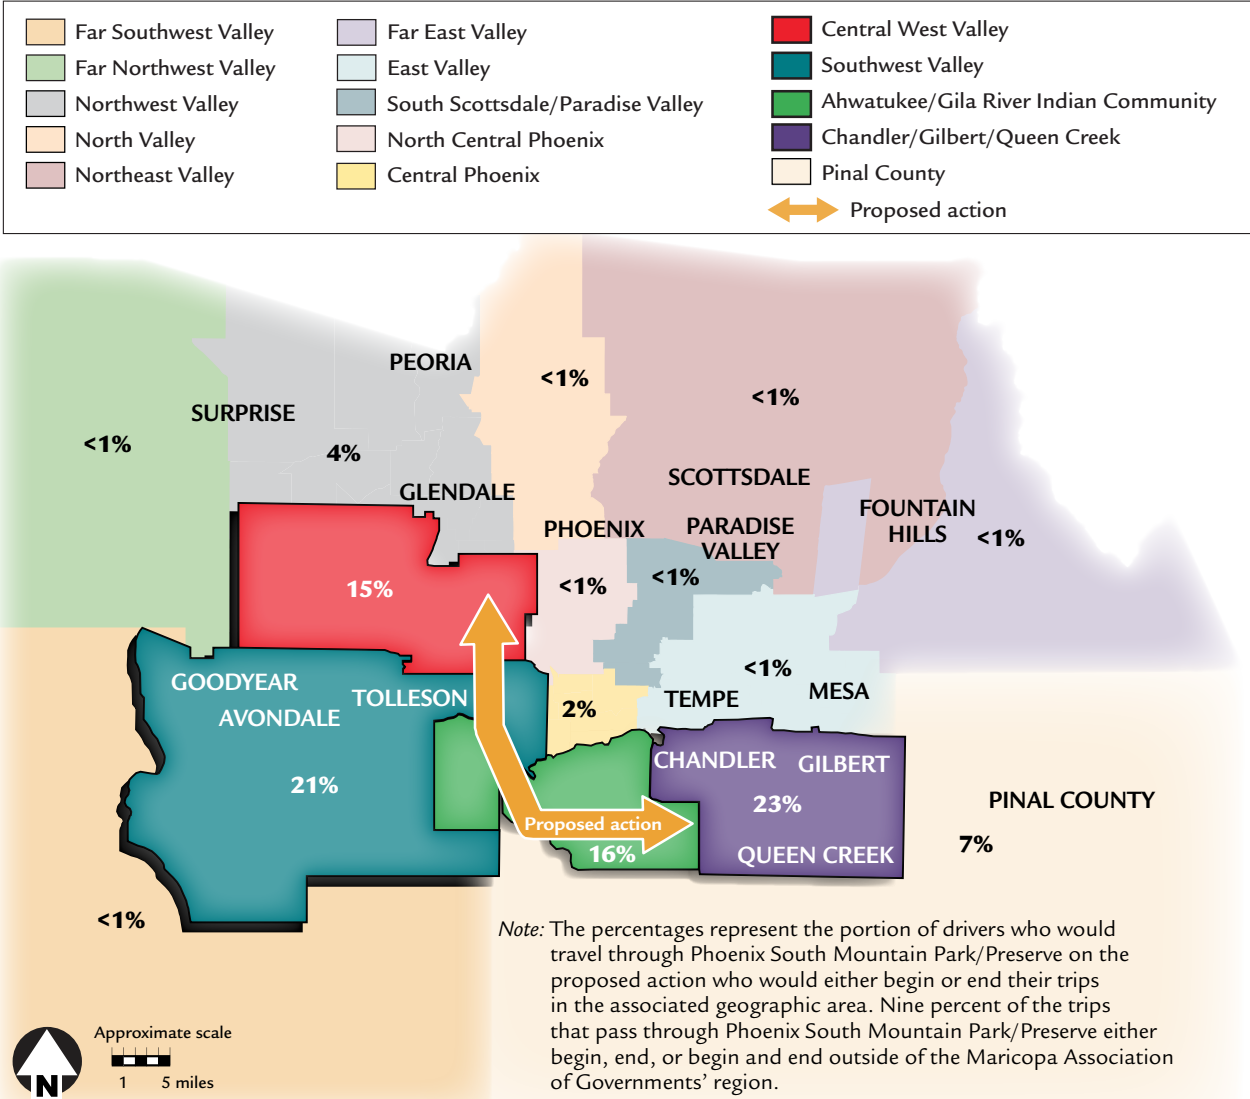 Far Southwest Valley
Far Northwest Valley
Northwest Valley
North Valley
Northeast Valley
Far East Valley
East Valley
South Scottsdale/Paradise Valley
North Central Phoenix
Central Phoenix
Central West Valley
Southwest Valley
Ahwatukee/Gila River Indian Community
Chandler/Gilbert/Queen Creek
Pinal County
Proposed action
PEORIA
<1%
<1%
SURPRISE
<1%
4%
SCOTTSDALE
GLENDALE
FOUNTAIN
HILLS
<1%
PHOENIX
PARADISE
VALLEY
15%
<1%
<1%
GOODYEAR
AVONDALE
TOLLESON
2%
<1%
TEMPE
MESA
CHANDLER
GILBERT
21%
23%
PINAL COUNTY
7%
Proposed action
16%
QUEEN CREEK
<1%
Note: The percentages represent the portion of drivers who would
travel through Phoenix South Mountain Park/Preserve on the
proposed action who would either begin or end their trips
in the associated geographic area. Nine percent of the trips
that pass through Phoenix South Mountain Park/Preserve either
begin, end, or begin and end outside of the Maricopa Association
of Governments’ region.
N
Approximate scale
1 5 miles